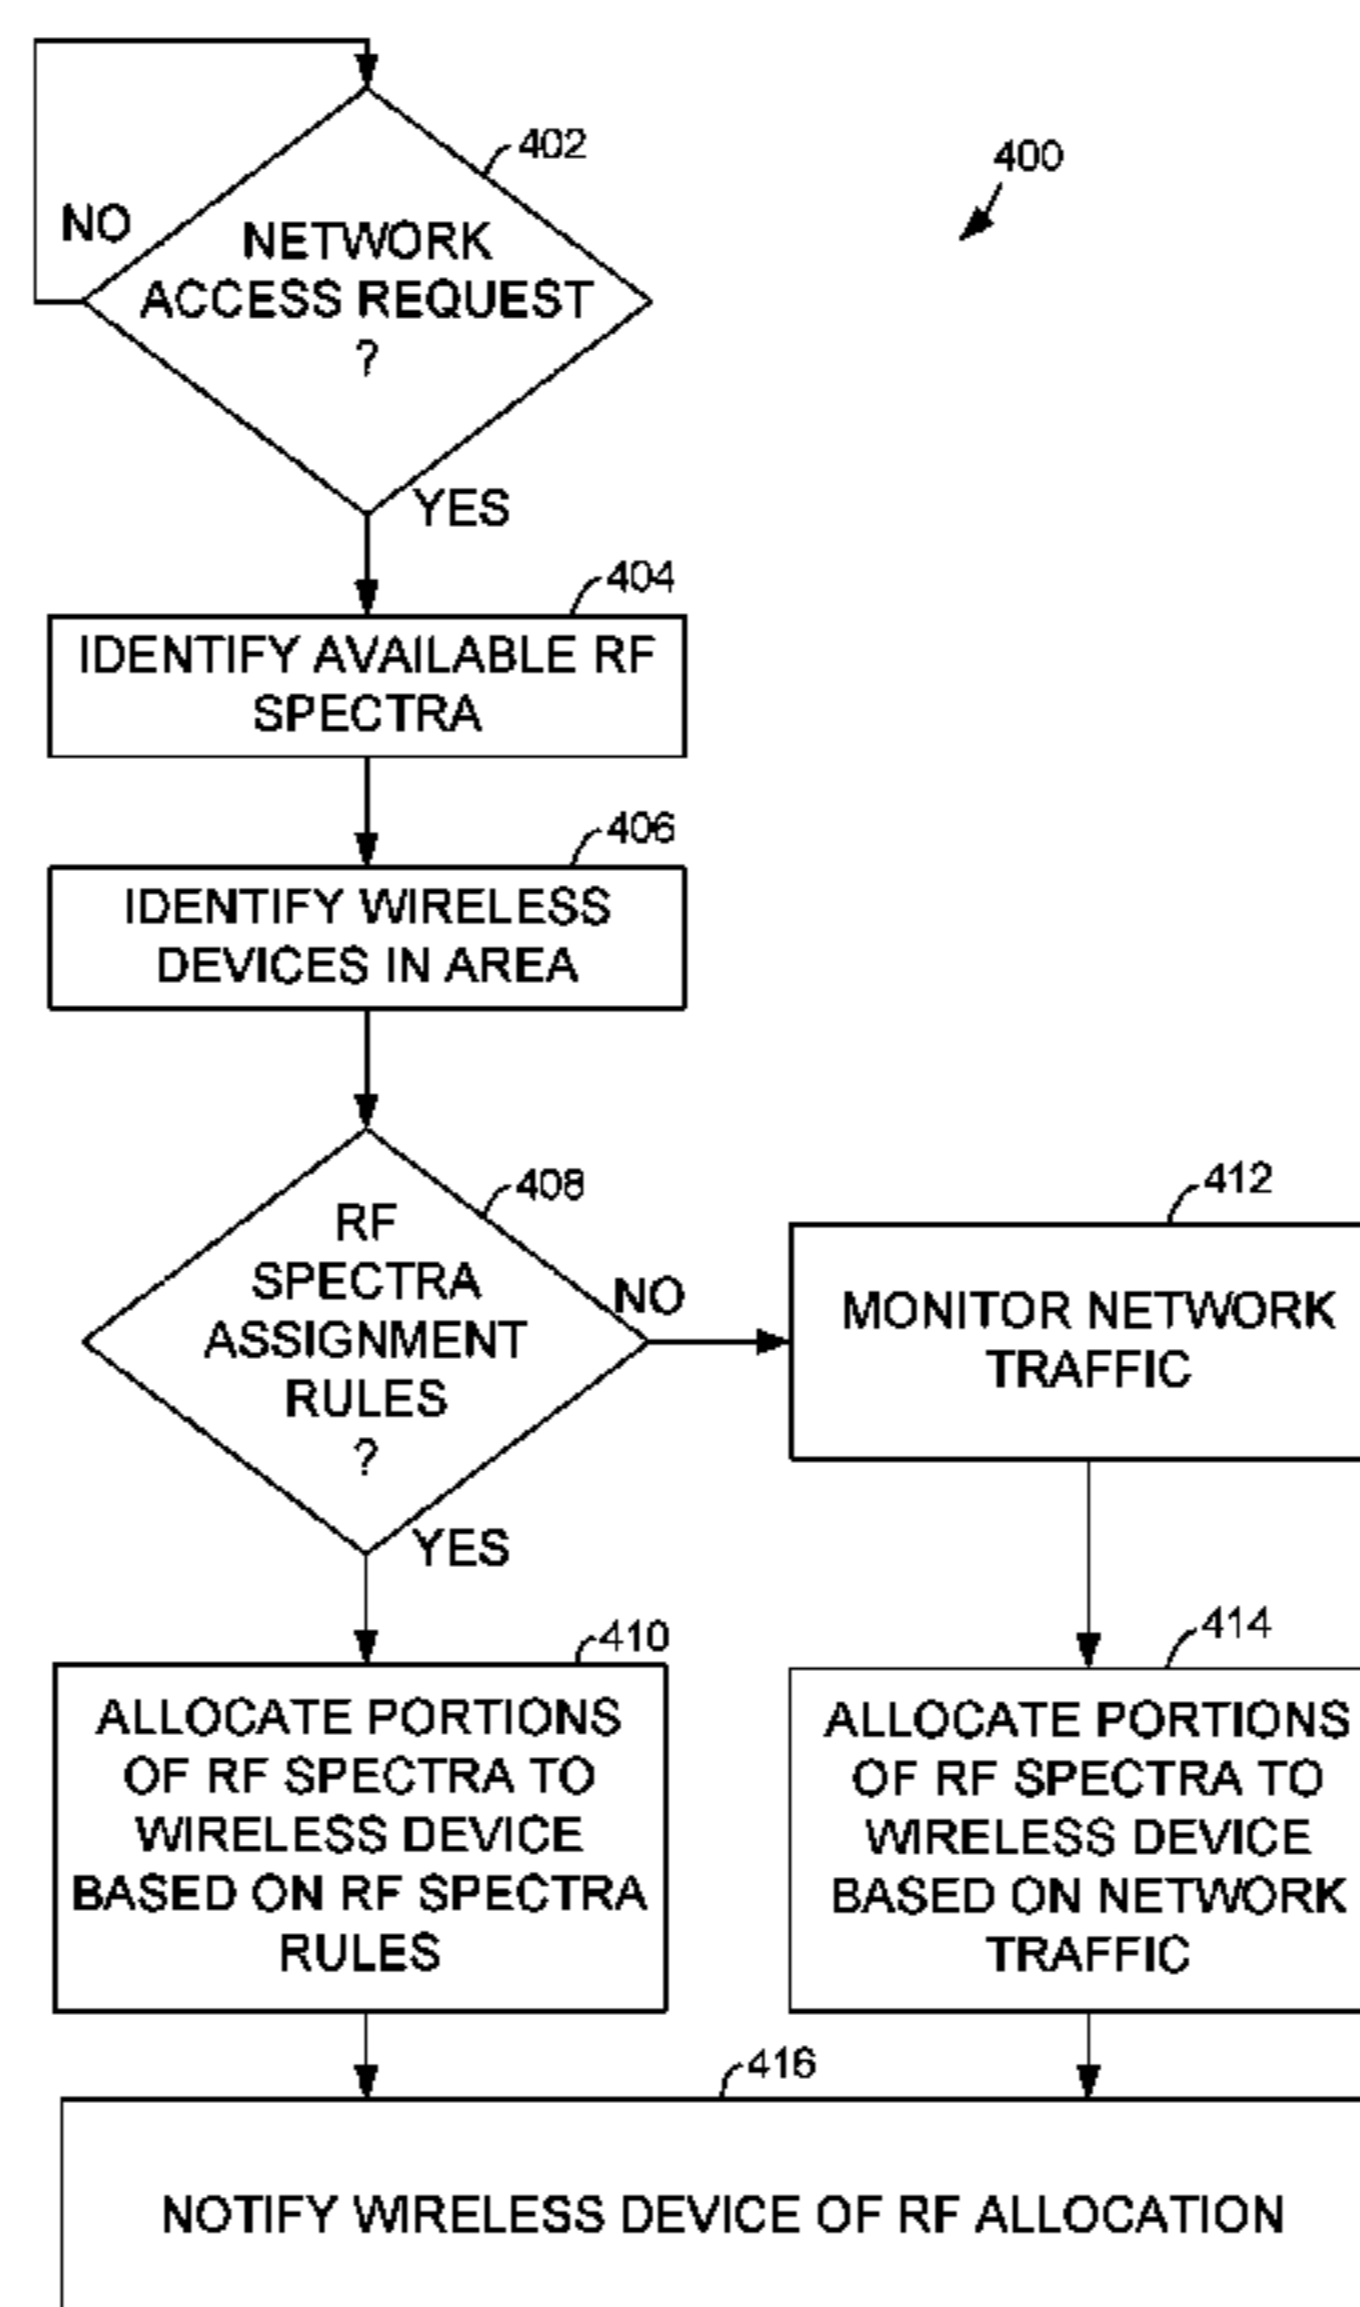 400
402
NETWORK
ACCESS REQUEST
?
NO
YES
404
IDENTIFY AVAILABLE RF
SPECTRA
406
IDENTIFY WIRELESS
DEVICES IN AREA
408
RF
SPECTRA
ASSIGNMENT
RULES
?
NO
YES
412
MONITOR NETWORK
TRAFFIC
410
ALLOCATE PORTIONS
OF RF SPECTRA TO
WIRELESS DEVICE
BASED ON RF SPECTRA
RULES
414
ALLOCATE PORTIONS
OF RF SPECTRA TO
WIRELESS DEVICE
BASED ON NETWORK
TRAFFIC
416
NOTIFY WIRELESS DEVICE OF RF ALLOCATION